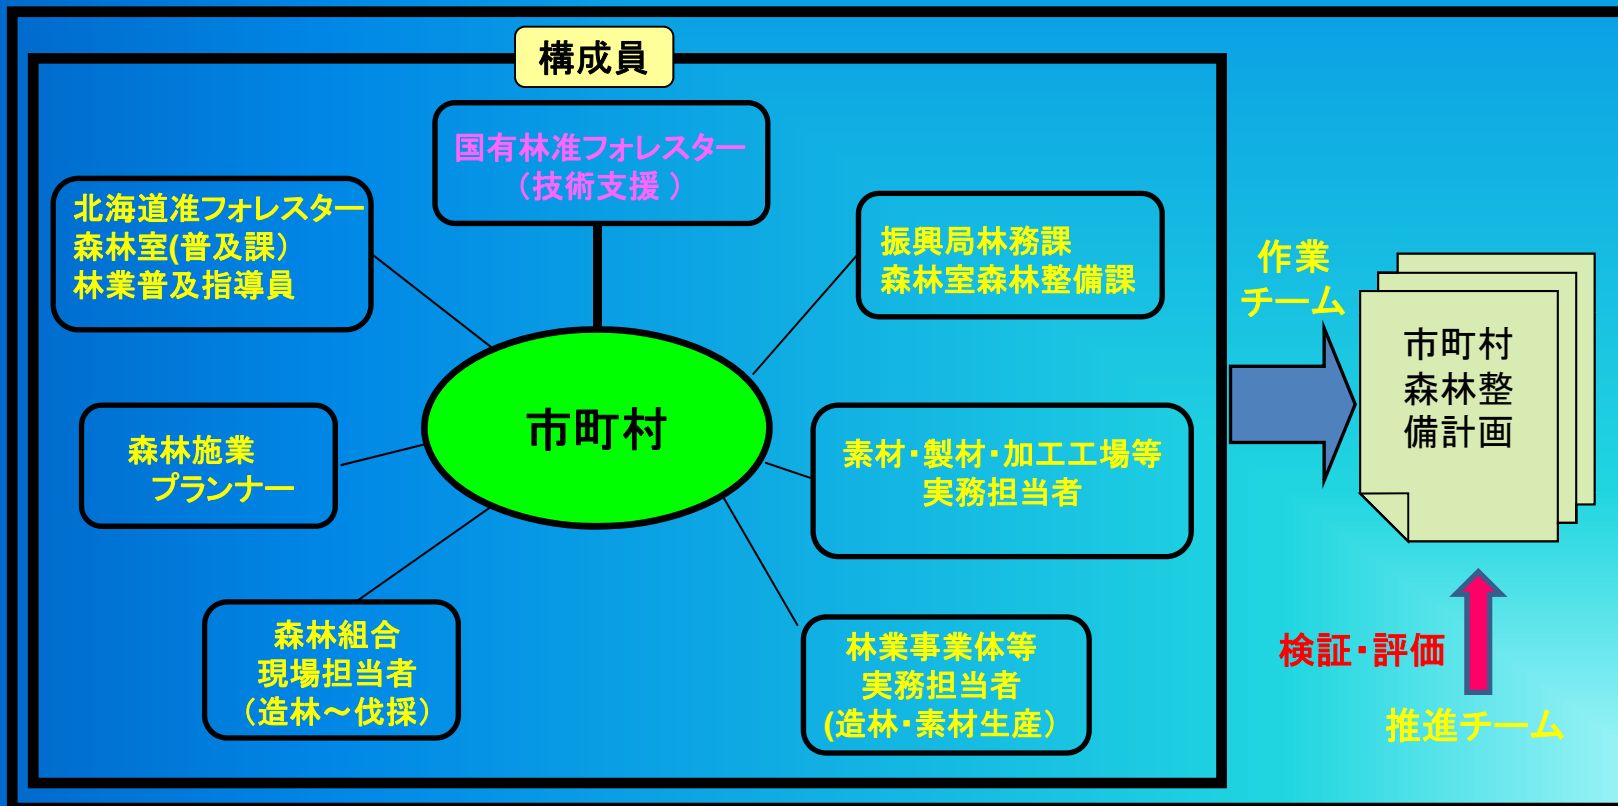 構成員
国有林准フォレスター
（技術支援 ）
北海道准フォレスター
森林室(普及課）
林業普及指導員
振興局林務課
森林室森林整備課
市町村
森林施業
プランナー
素材・製材・加工工場等
実務担当者
森林組合
現場担当者
（造林～伐採）
林業事業体等
実務担当者
(造林・素材生産）
作業
チーム
市町村
森林整
備計画
検証・評価
推進チーム